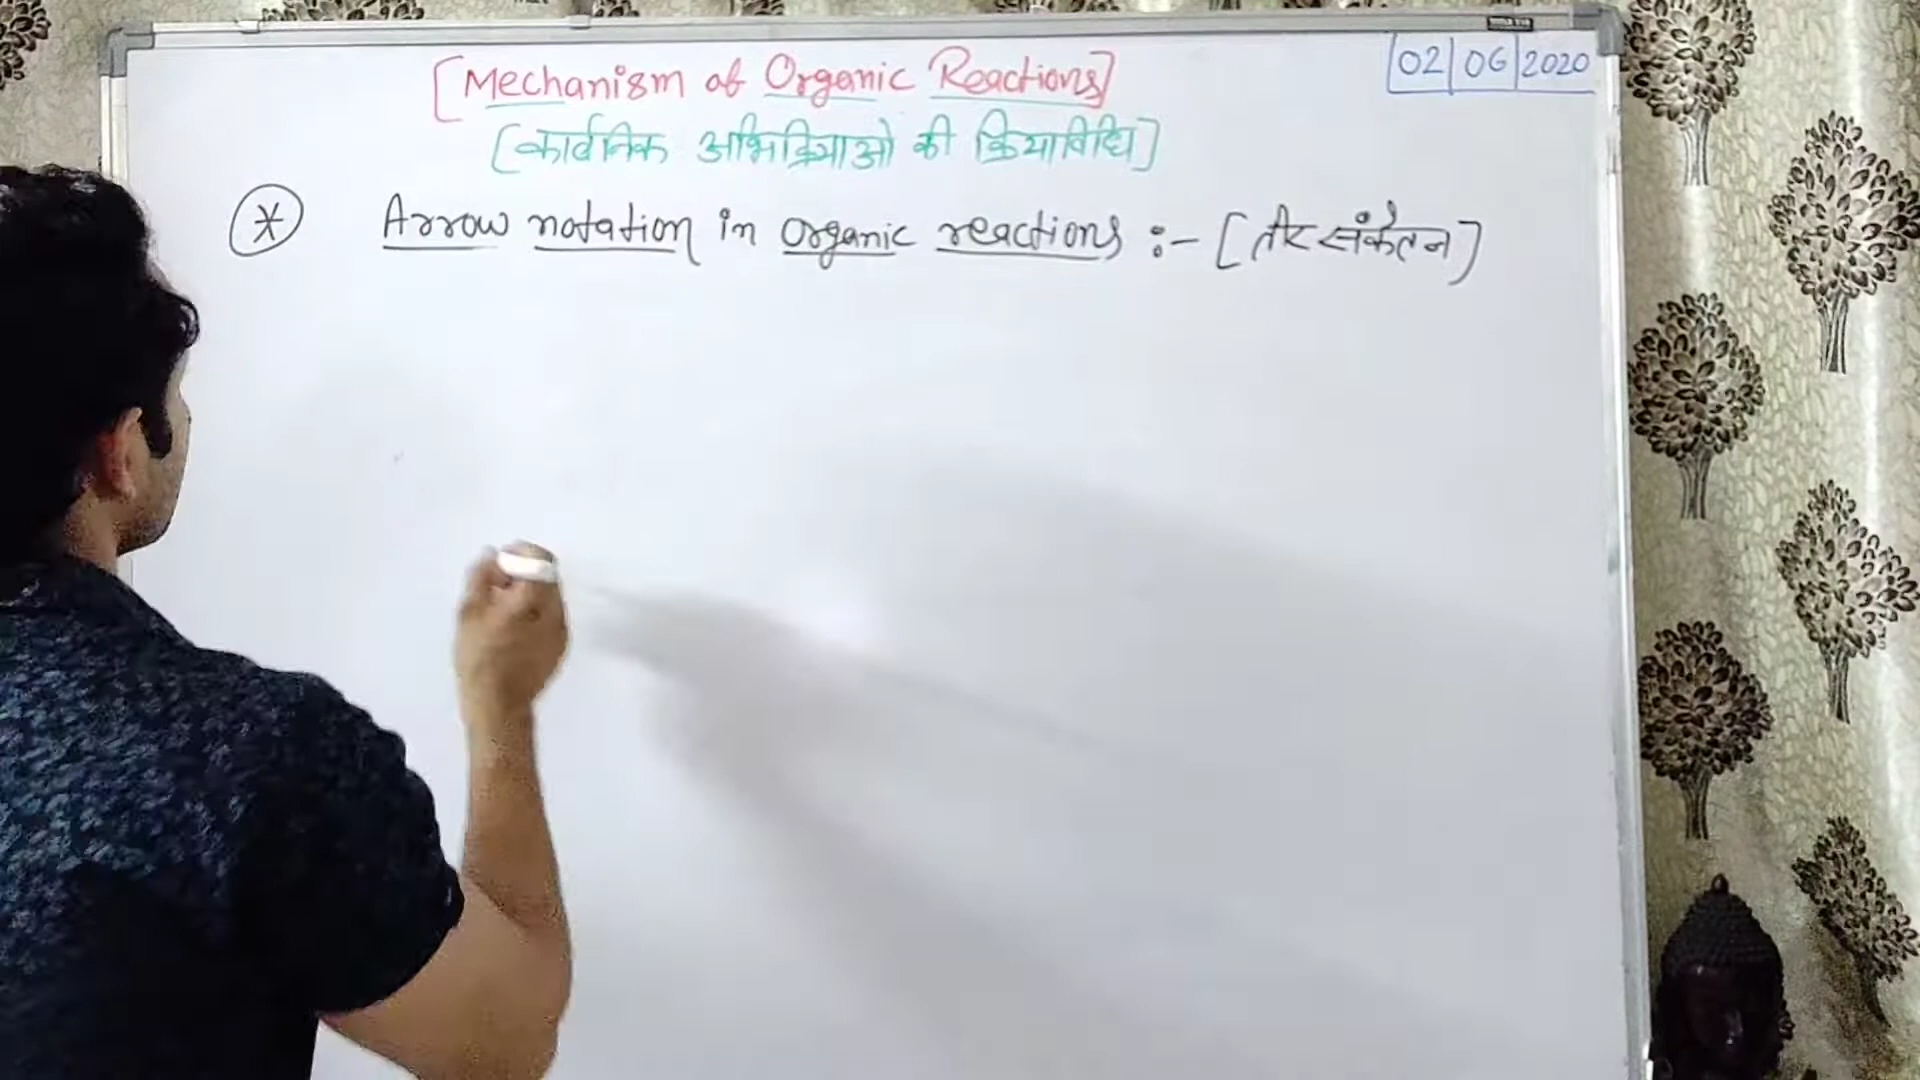 [Mechanism of Organic Reactions]
02|06|2020
[कार्बनिक अभिक्रियाओ की क्रियाविधि]
* Arrow notation in organic reactions :- [तीर संकेतन]